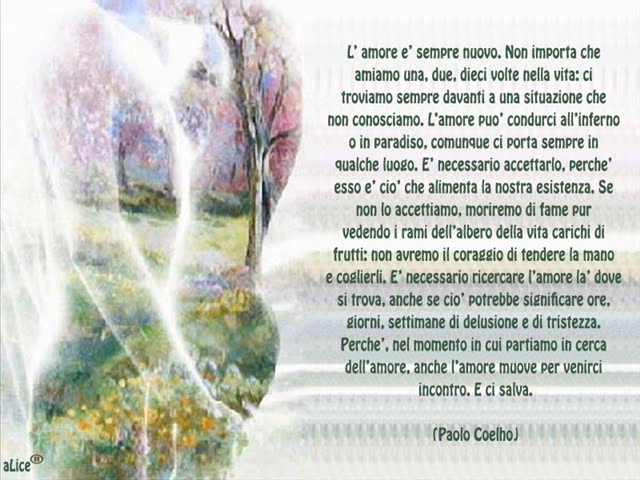 L' amore e' sempre nuovo. Non importa che
amiamo una, due, dieci volte nella vita: ci
troviamo sempre davanti a una situazione che
non conosciamo. L'amore puo' condurci all'inferno
o in paradiso, comunque ci porta sempre in
qualche luogo. E' necessario accettarlo, perche'
esso e' cio' che alimenta la nostra esistenza. Se
non lo accettiamo, moriremo di fame pur
vedendo i rami dell'albero della vita carichi di
frutti: non avremo il coraggio di tendere la mano
e coglierli. E' necessario ricercare l'amore la' dove
si trova, anche se cio' potrebbe significare ore,
giorni, settimane di delusione e di tristezza.
Perche', nel momento in cui partiamo in cerca
dell'amore, anche l'amore muove per venirci
incontro. E ci salva.
(Paolo Coelho)
aLice®